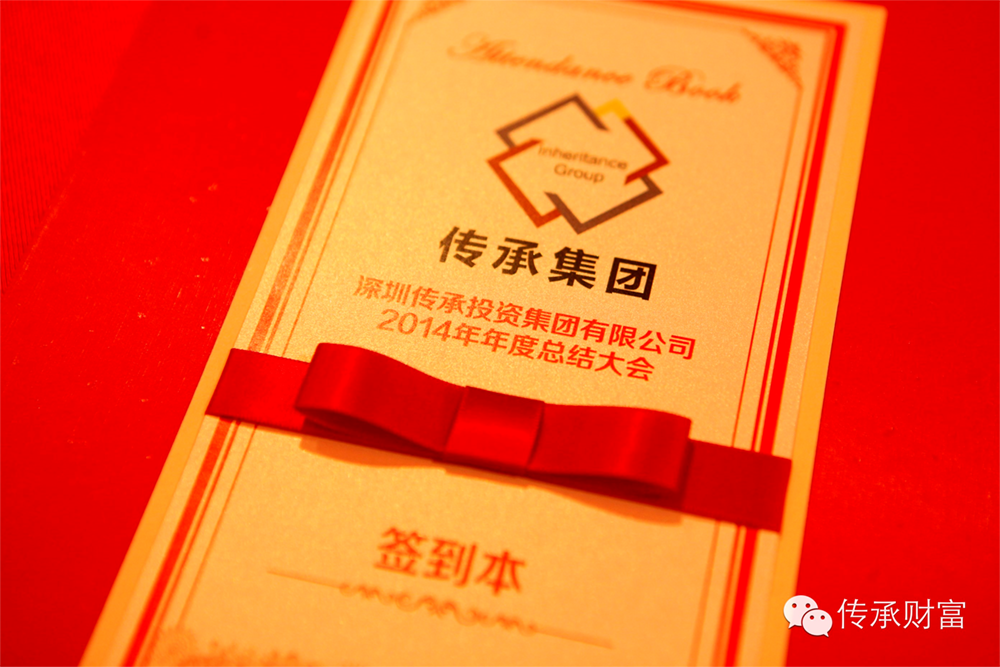 Attendance Book
Inheritance
Group
传承集团
深圳传承投资集团有限公司
2014年年度总结大会
签到本
传承财富